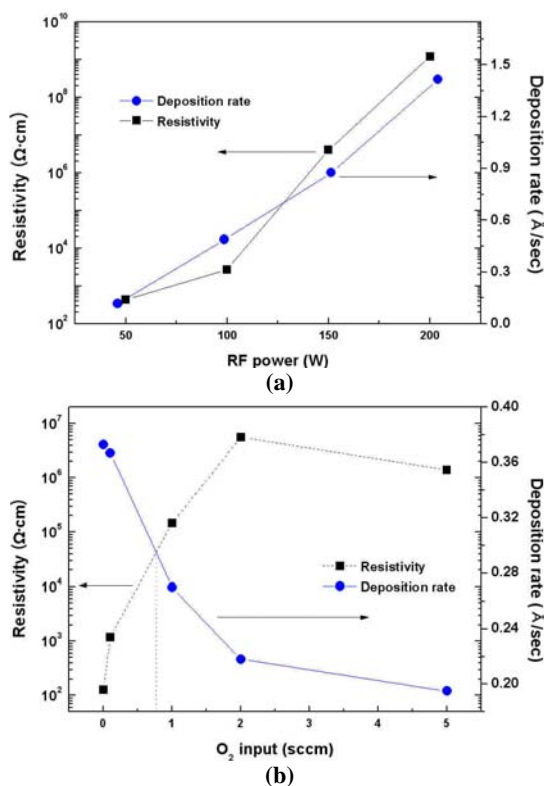 10^10
10^8
10^6
10^4
10^2
Resistivity (Ω·cm)
Deposition rate
Resistivity
1.5
1.2
0.9
0.6
0.3
0.0
Deposition rate ( Å/sec)
50 100 150 200
RF power (W)
(a)
10^7
10^6
10^5
10^4
10^3
10^2
Resistivity (Ω·cm)
Resistivity
Deposition rate
0.40
0.36
0.32
0.28
0.24
0.20
Deposition rate ( Å/sec)
0 1 2 3 4 5
O_2 input (sccm)
(b)